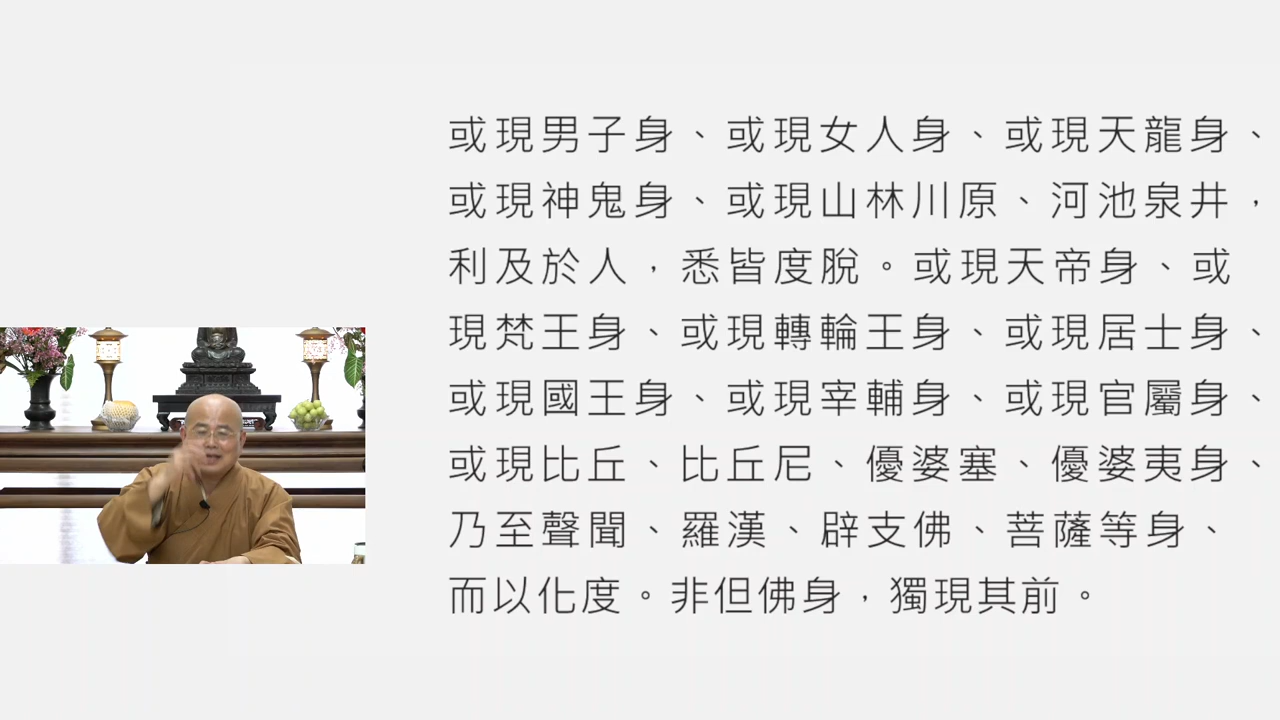 或現男子身、或現女人身、或現天龍身、
或現神鬼身、或現山林川原、河池泉井，
利及於人，悉皆度脫。或現天帝身、或
現梵王身、或現轉輪王身、或現居士身、
或現國王身、或現宰輔身、或現官屬身、
或現比丘、比丘尼、優婆塞、優婆夷身、
乃至聲聞、羅漢、辟支佛、菩薩等身、
而以化度。非但佛身，獨現其前。